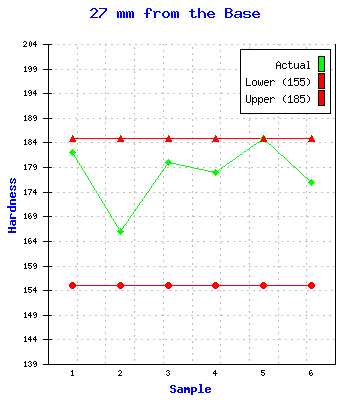 27 mm from the Base
Actual
Lower (155)
Upper (185)
204
199
194
189
184
179
174
169
164
159
154
149
144
139
Hardness
1 2 3 4 5 6
Sample